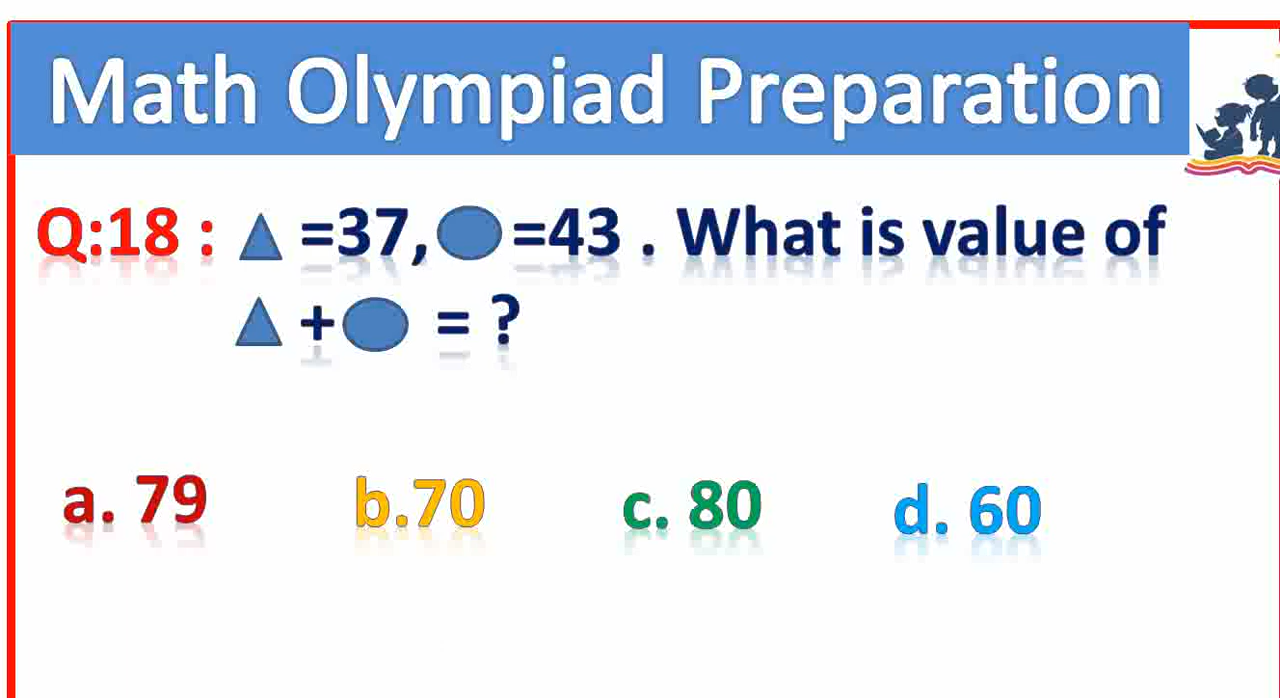 Math Olympiad Preparation
Q:18 : =37, =43 . What is value of
+ = ?
a. 79 b.70 c. 80 d. 60